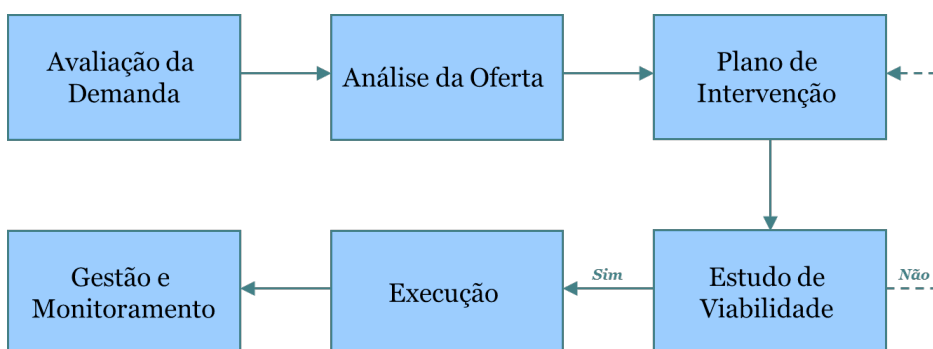 Avaliação da
Demanda
Análise da Oferta
Plano de
Intervenção
Gestão e
Monitoramento
Execução
Sim
Estudo de
Viabilidade
Não